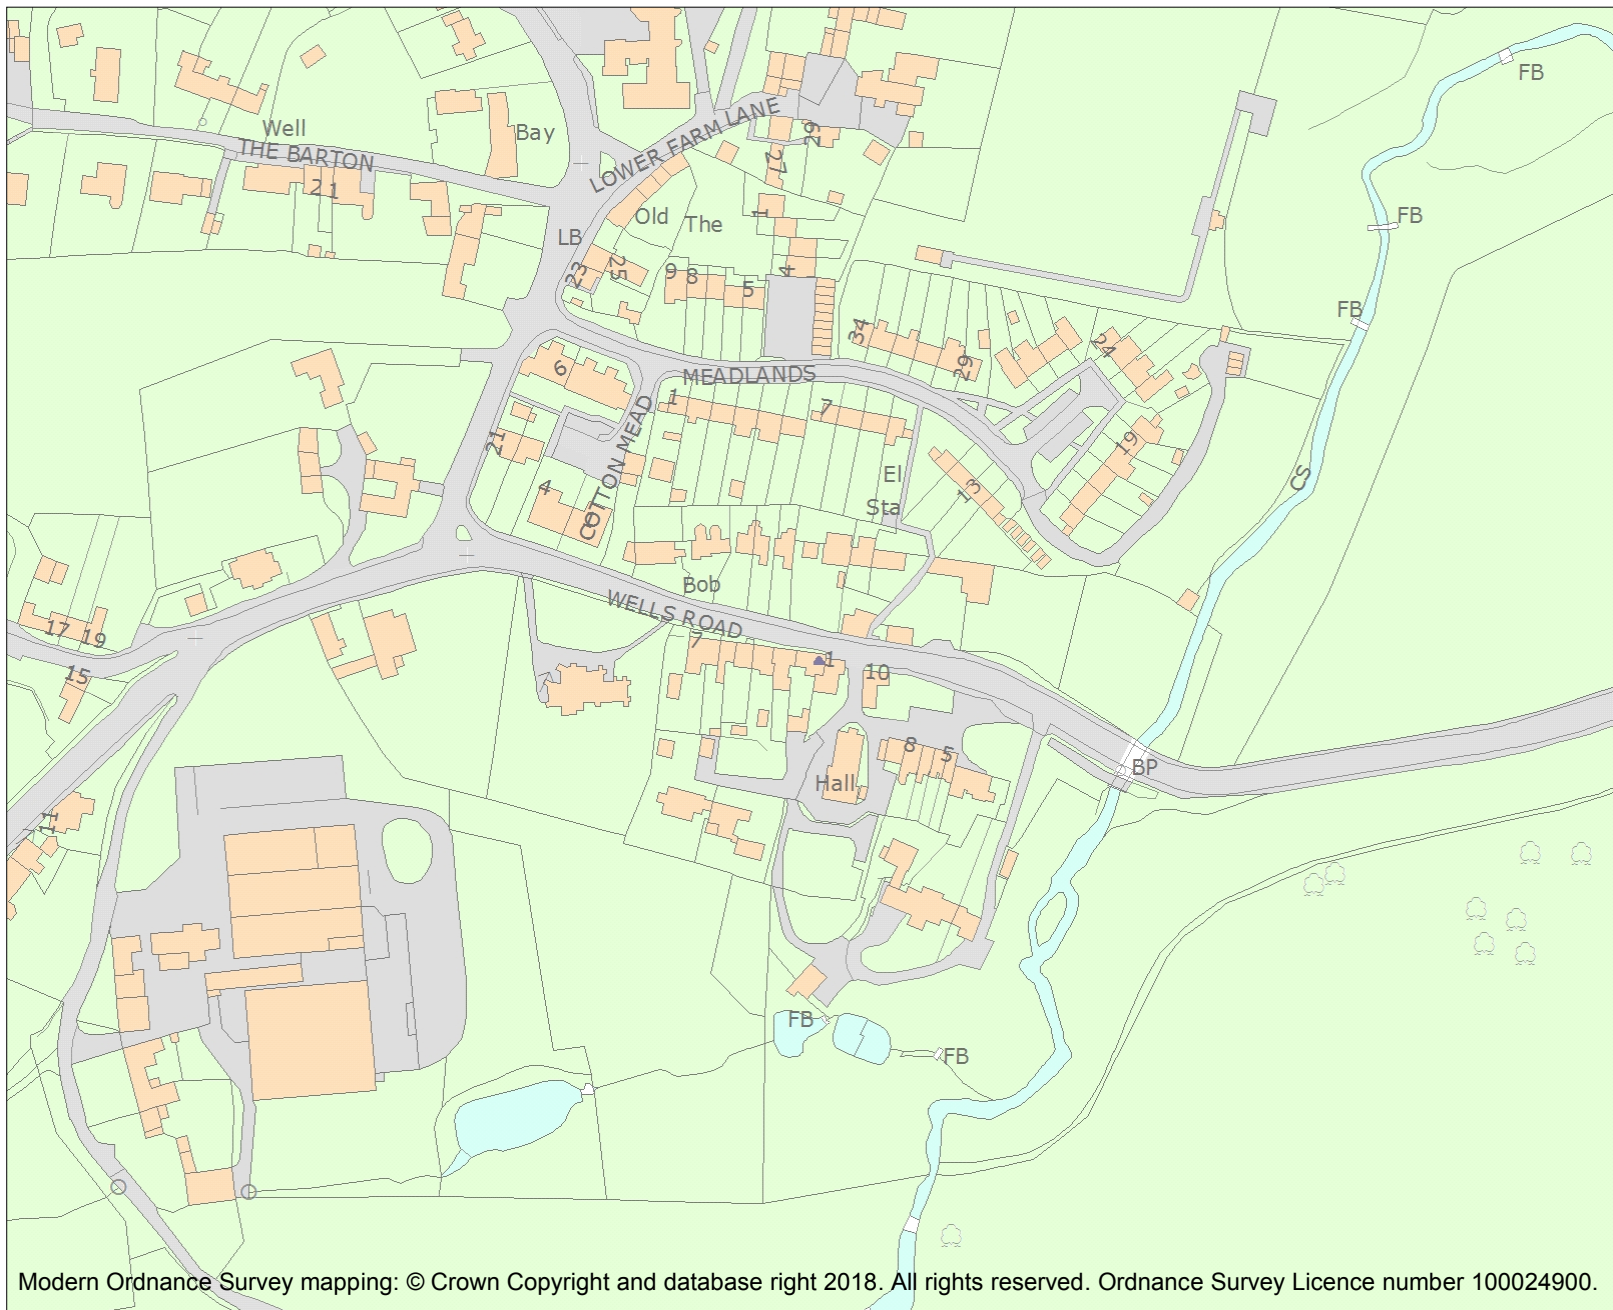 FB
Well
Bay
LOWER FARM LANE
29
THE BARTON
27
2 1
1
FB
Old
The
LB
23
25
9
8
5
4
FB
34
24
29
6
MEADLANDS
1
7
COTTON MEAD
21
19
El
Sta
13
CS
4
Bob
WELLS ROAD
17
19
7
1
15
10
8
5
BP
Hall
11
FB
FB
Modern Ordnance Survey mapping: © Crown Copyright and database right 2018. All rights reserved. Ordnance Survey Licence number 100024900.